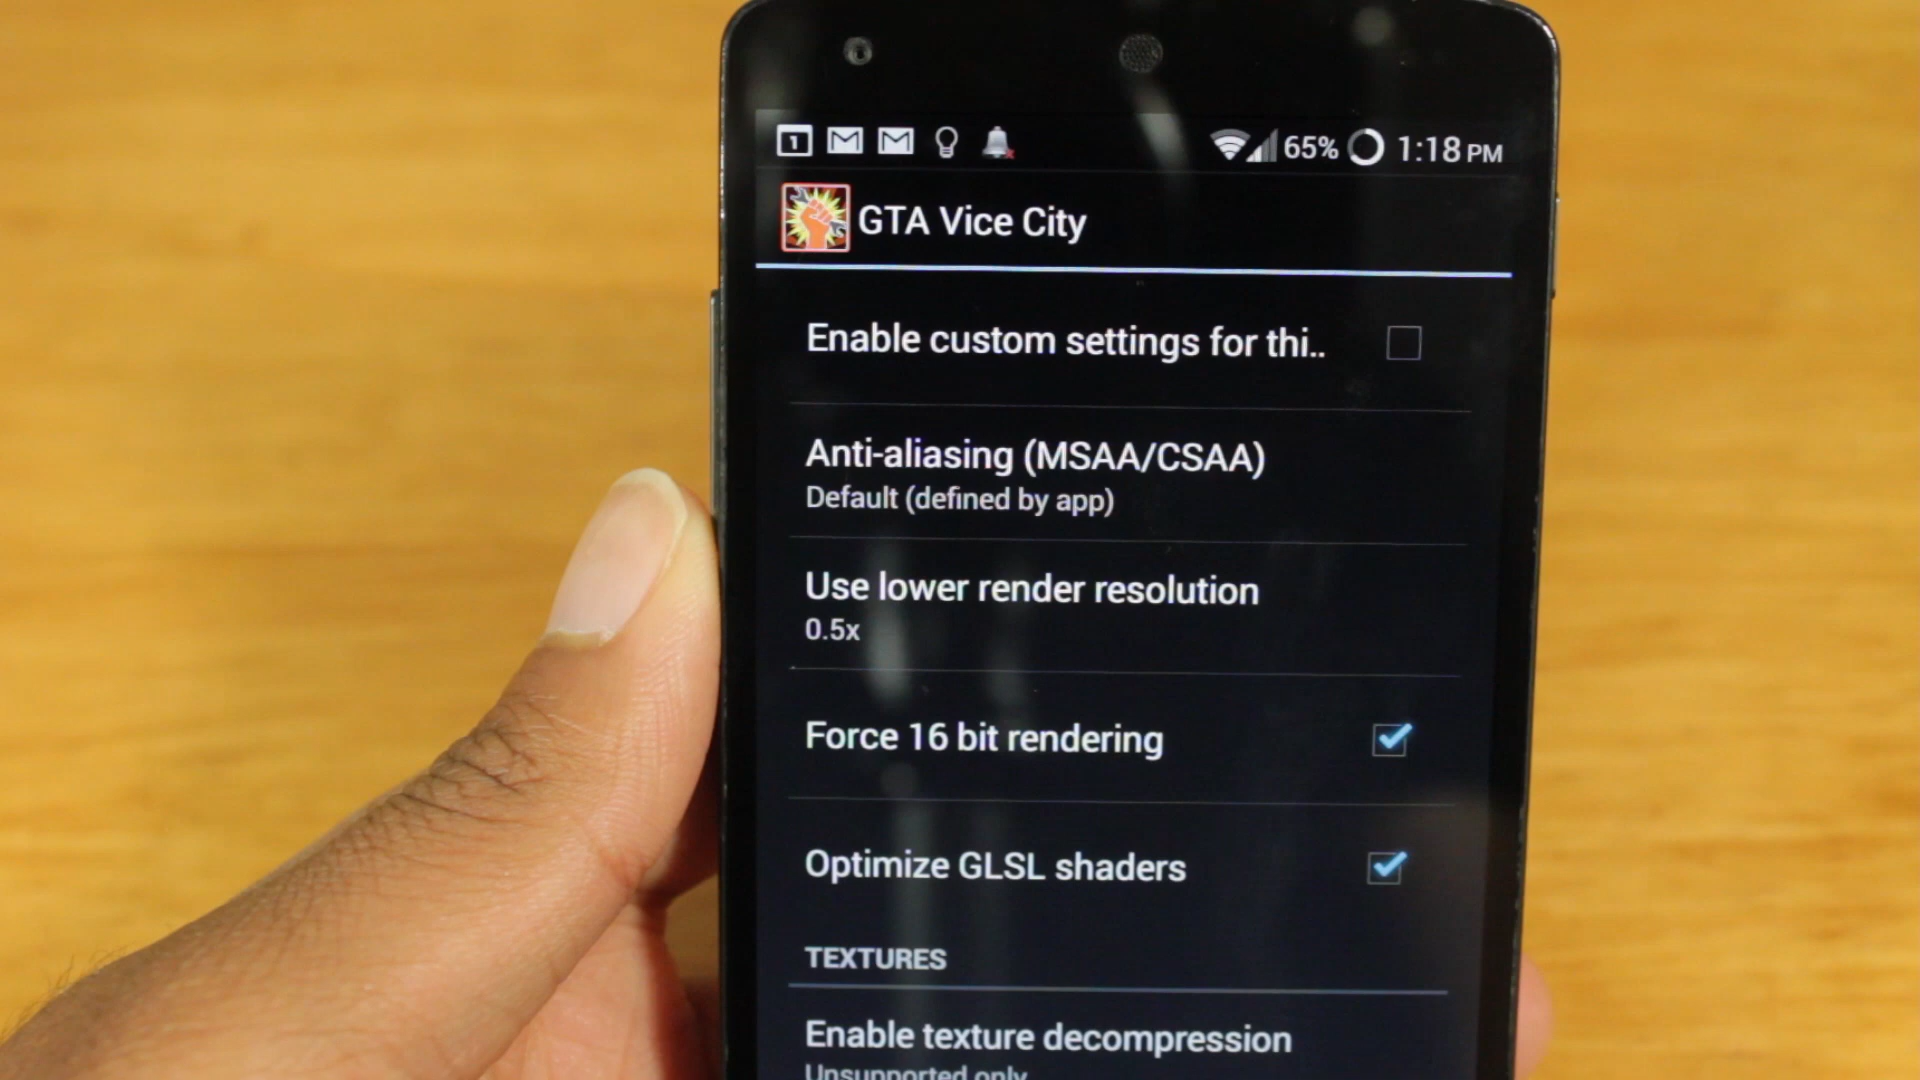 1 65% 1:18 PM
GTA Vice City
Enable custom settings for thi..
Anti-aliasing (MSAA/CSAA)
Default (defined by app)
Use lower render resolution
0.5x
Force 16 bit rendering
Optimize GLSL shaders
TEXTURES
Enable texture decompression
Unsupported only